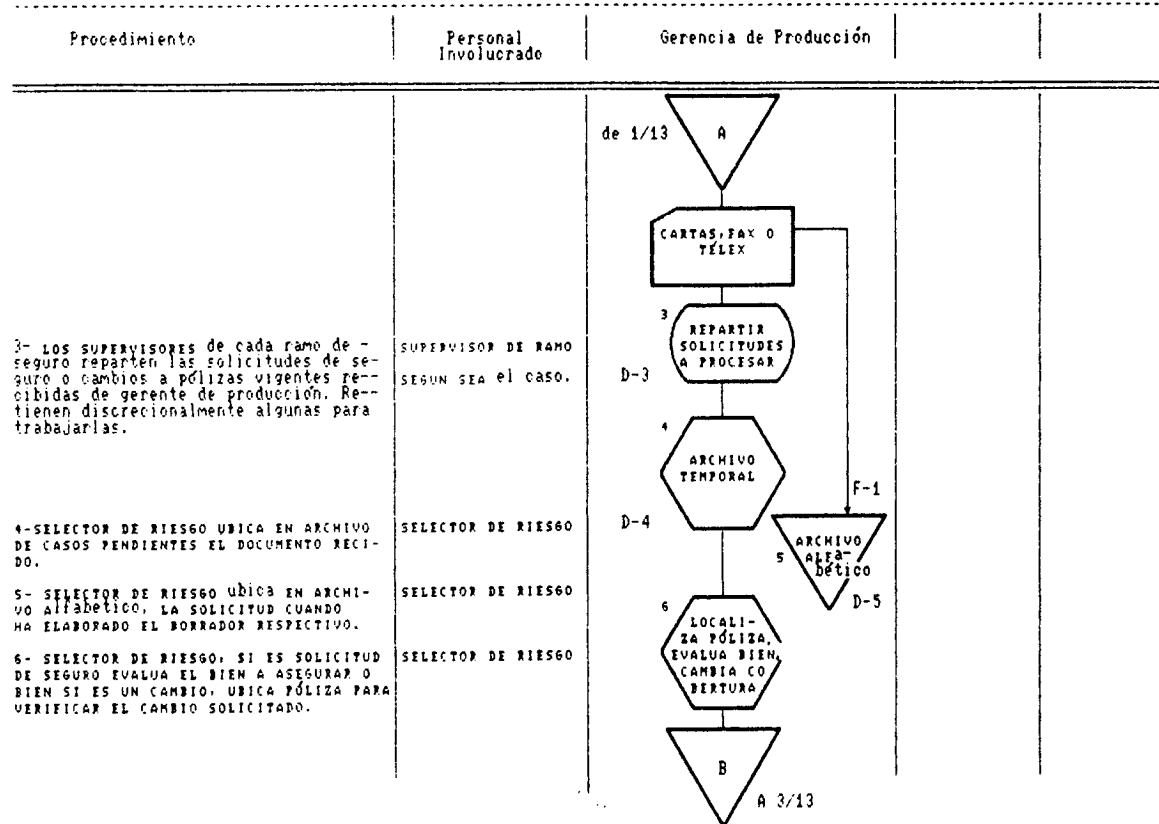 Procedimiento
Personal
Involucrado
Gerencia de Producción
de 1/13
A
CARTAS, FAX O
TÉLEX
3
REPARTIR
SOLICITUDES
A PROCESAR
D-3
3- LOS SUPERVISORES de cada ramo de -
seguro reparten las solicitudes de se-
guro o cambios a pólizas vigentes re--
cibidas de gerente de producción. Re--
tienen discrecionalmente algunas para
trabajarlas.
SUPERVISOR DE RAMO
SEGUN SEA el caso.
4
ARCHIVO
TEMPORAL
D-4
F-1
4-SELECTOR DE RIESGO UBICA EN ARCHIVO
DE CASOS PENDIENTES EL DOCUMENTO RECI-
DO.
SELECTOR DE RIESGO
5
ARCHIVO
ALFa-
bético
D-5
5- SELECTOR DE RIESGO ubica EN ARCHI-
VO Alfabético, LA SOLICITUD CUANDO
HA ELABORADO EL BORRADOR RESPECTIVO.
SELECTOR DE RIESGO
6
LOCALI-
ZA PÓLIZA,
EVALUA BIEN,
CAMBIA CO
BERTURA
6- SELECTOR DE RIESGO, SI ES SOLICITUD
DE SEGURO EVALUA EL BIEN A ASEGURAR O
BIEN SI ES UN CAMBIO, UBICA PÓLIZA PARA
VERIFICAR EL CAMBIO SOLICITADO.
SELECTOR DE RIESGO
B
A 3/13